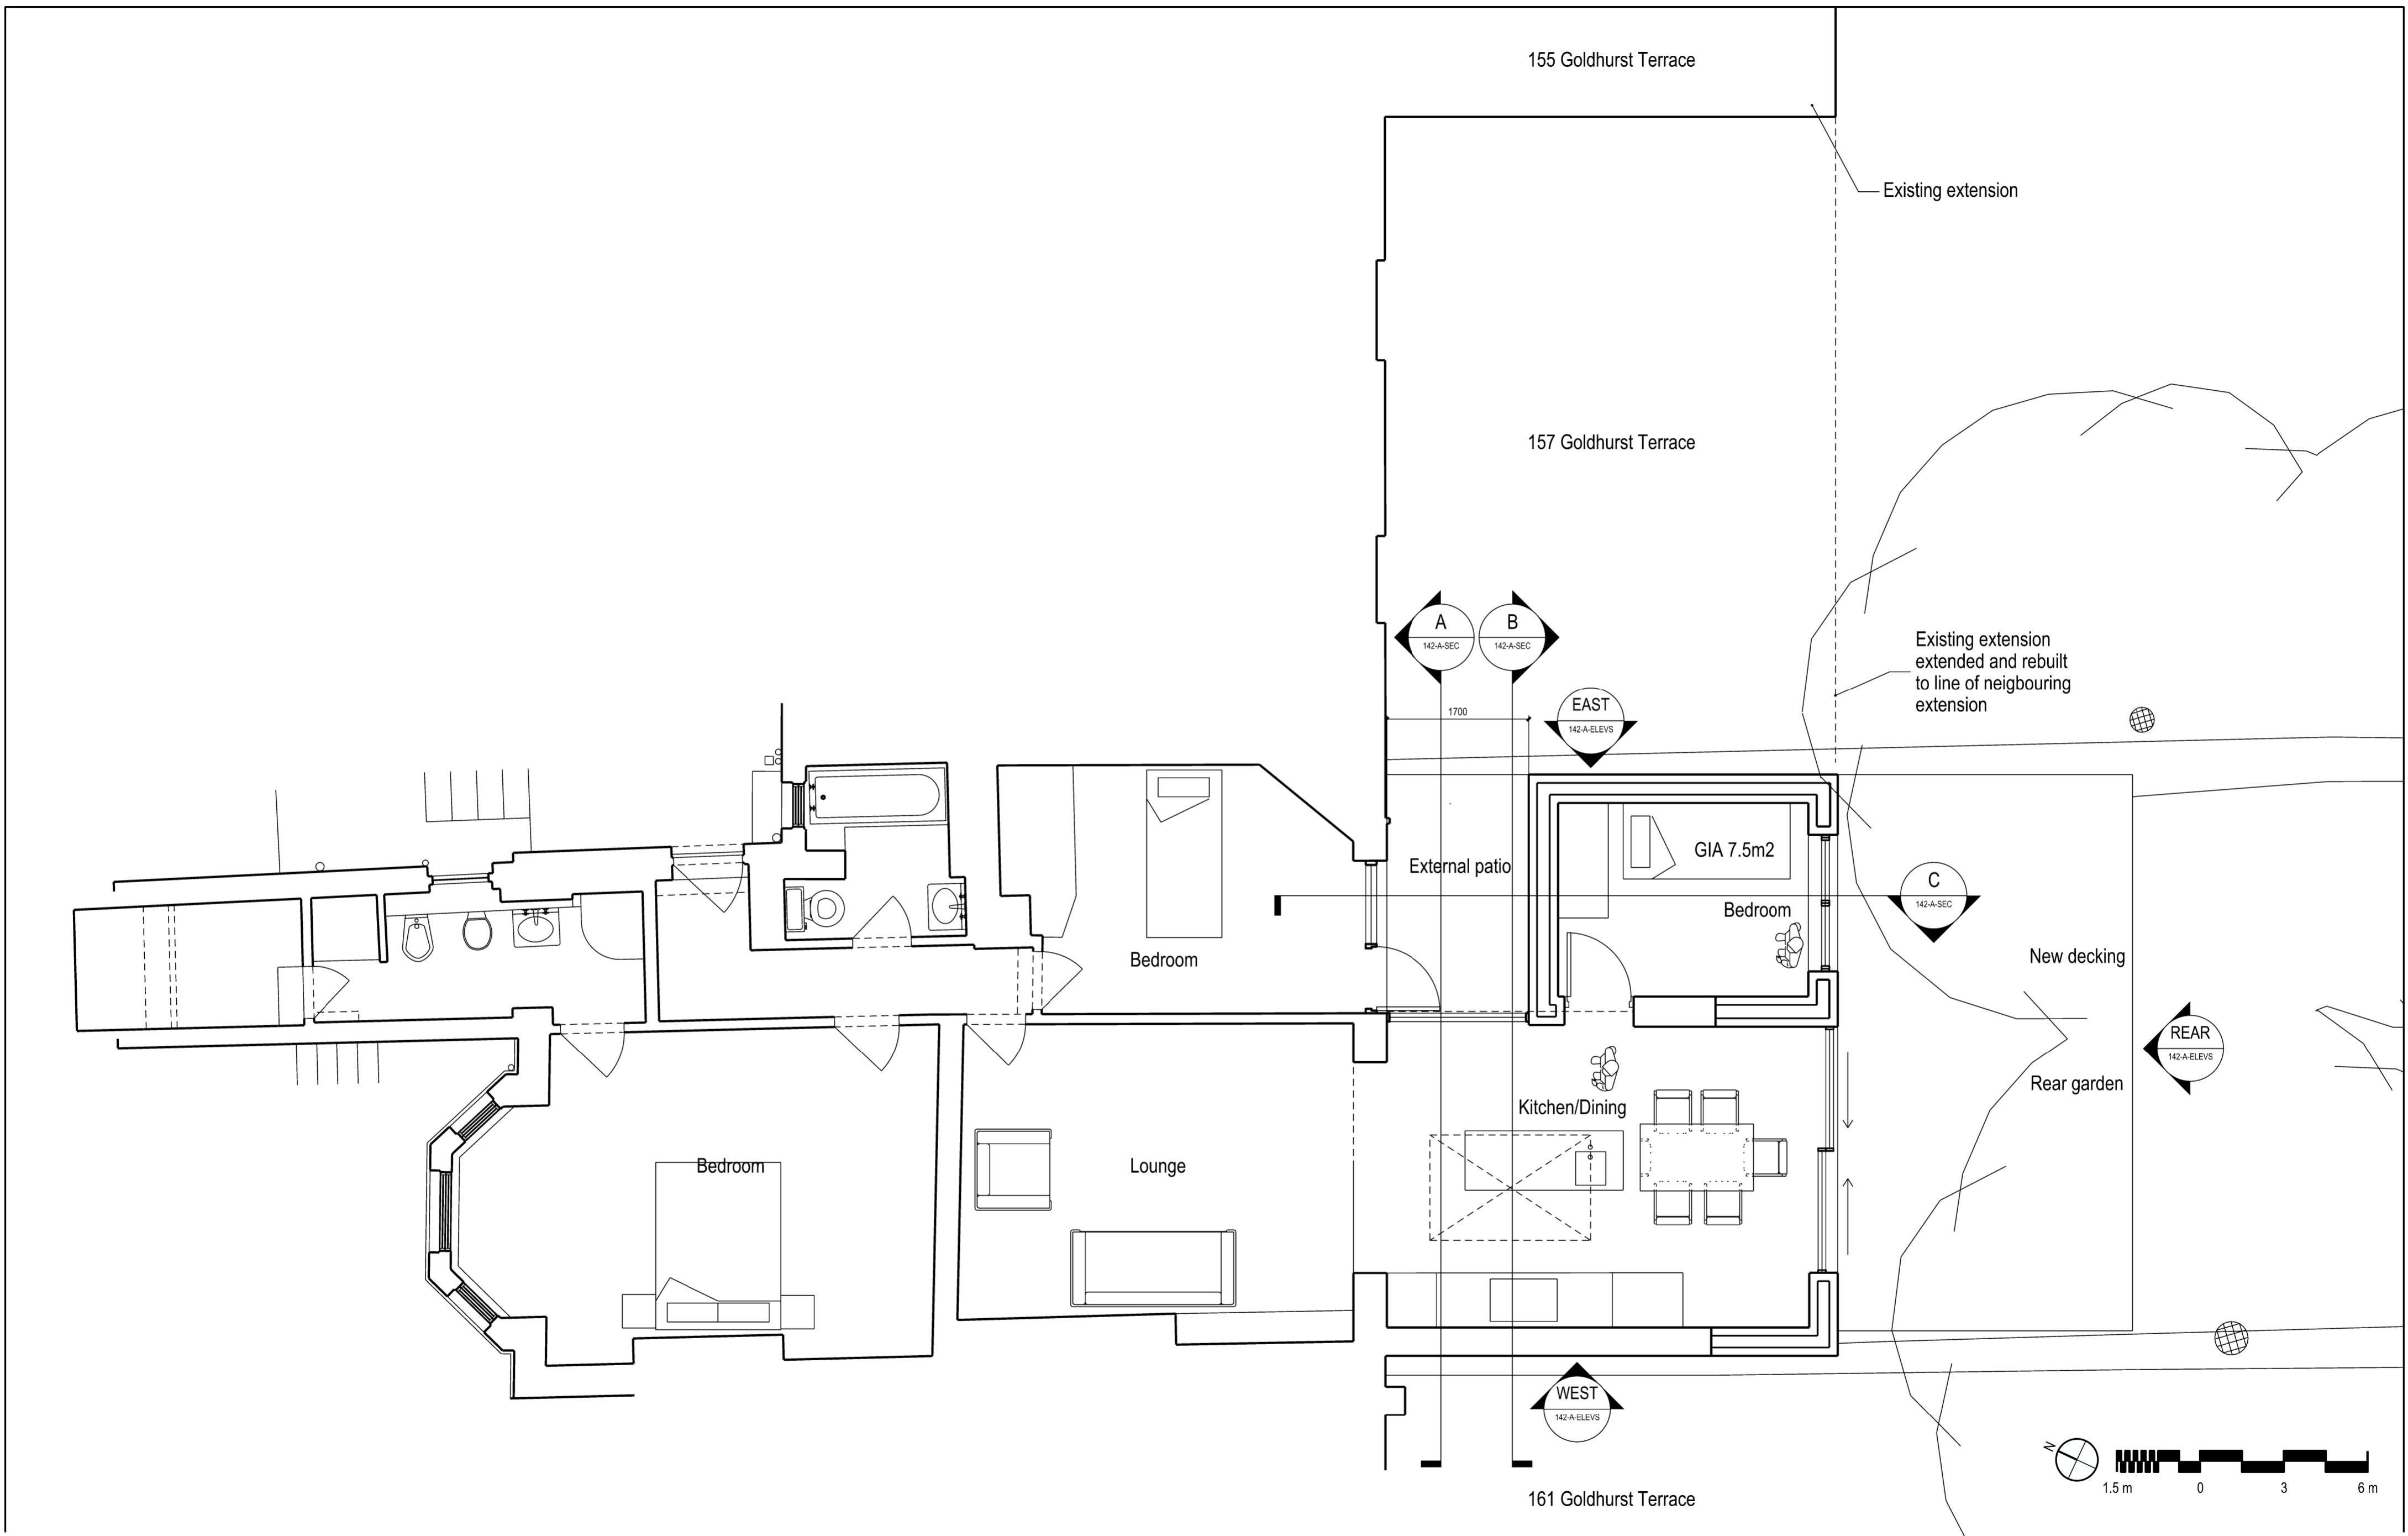 155 Goldhurst Terrace
Existing extension
157 Goldhurst Terrace
A
142-A-SEC
B
142-A-SEC
Existing extension
extended and rebuilt
to line of neigbouring
extension
1700
EAST
142-A-ELEVS
External patio
GIA 7.5m2
Bedroom
C
142-A-SEC
Bedroom
New decking
REAR
142-A-ELEVS
Rear garden
Kitchen/Dining
Bedroom
Lounge
WEST
142-A-ELEVS
N
1.5 m
0
3
6 m
161 Goldhurst Terrace